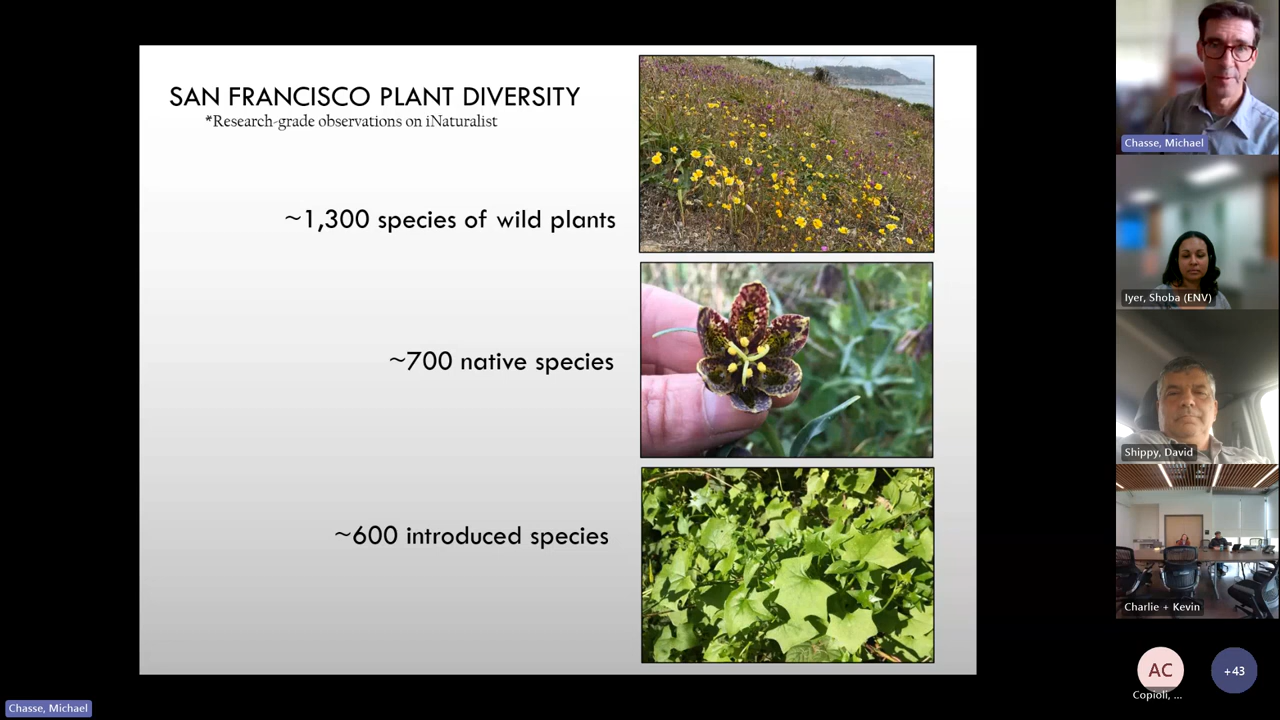 SAN FRANCISCO PLANT DIVERSITY
*Research-grade observations on iNaturalist
~1,300 species of wild plants
~700 native species
~600 introduced species
Chasse, Michael
Iyer, Shoba (ENV)
Shippy, David
Charlie + Kevin
AC
Copioli, ...
+43
Chasse, Michael